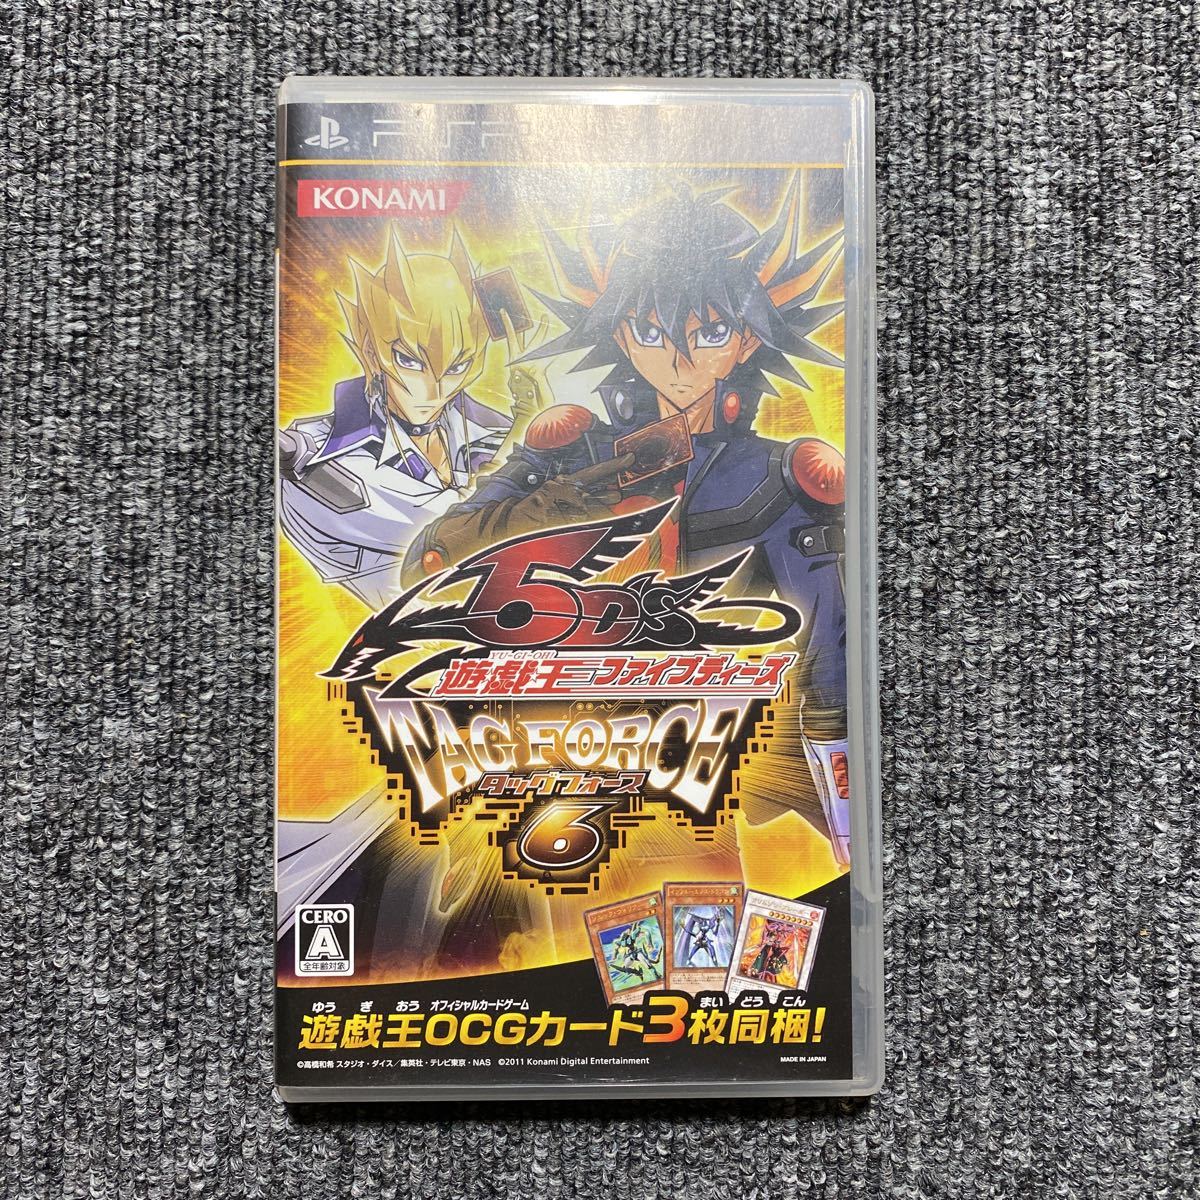 PSP
KONAMI
5D'S
YU-GI-OH!
遊☆戯☆王ファイブディーズ
TAG FORCE
タッグフォース
6
CERO
A
全年齢対象
ゆう ぎ おう オフィシャルカードゲーム まい どう こん
遊戯王OCGカード3枚同梱!
©高橋和希 スタジオ・ダイス/集英社・テレビ東京・NAS ©2011 Konami Digital Entertainment
MADE IN JAPAN